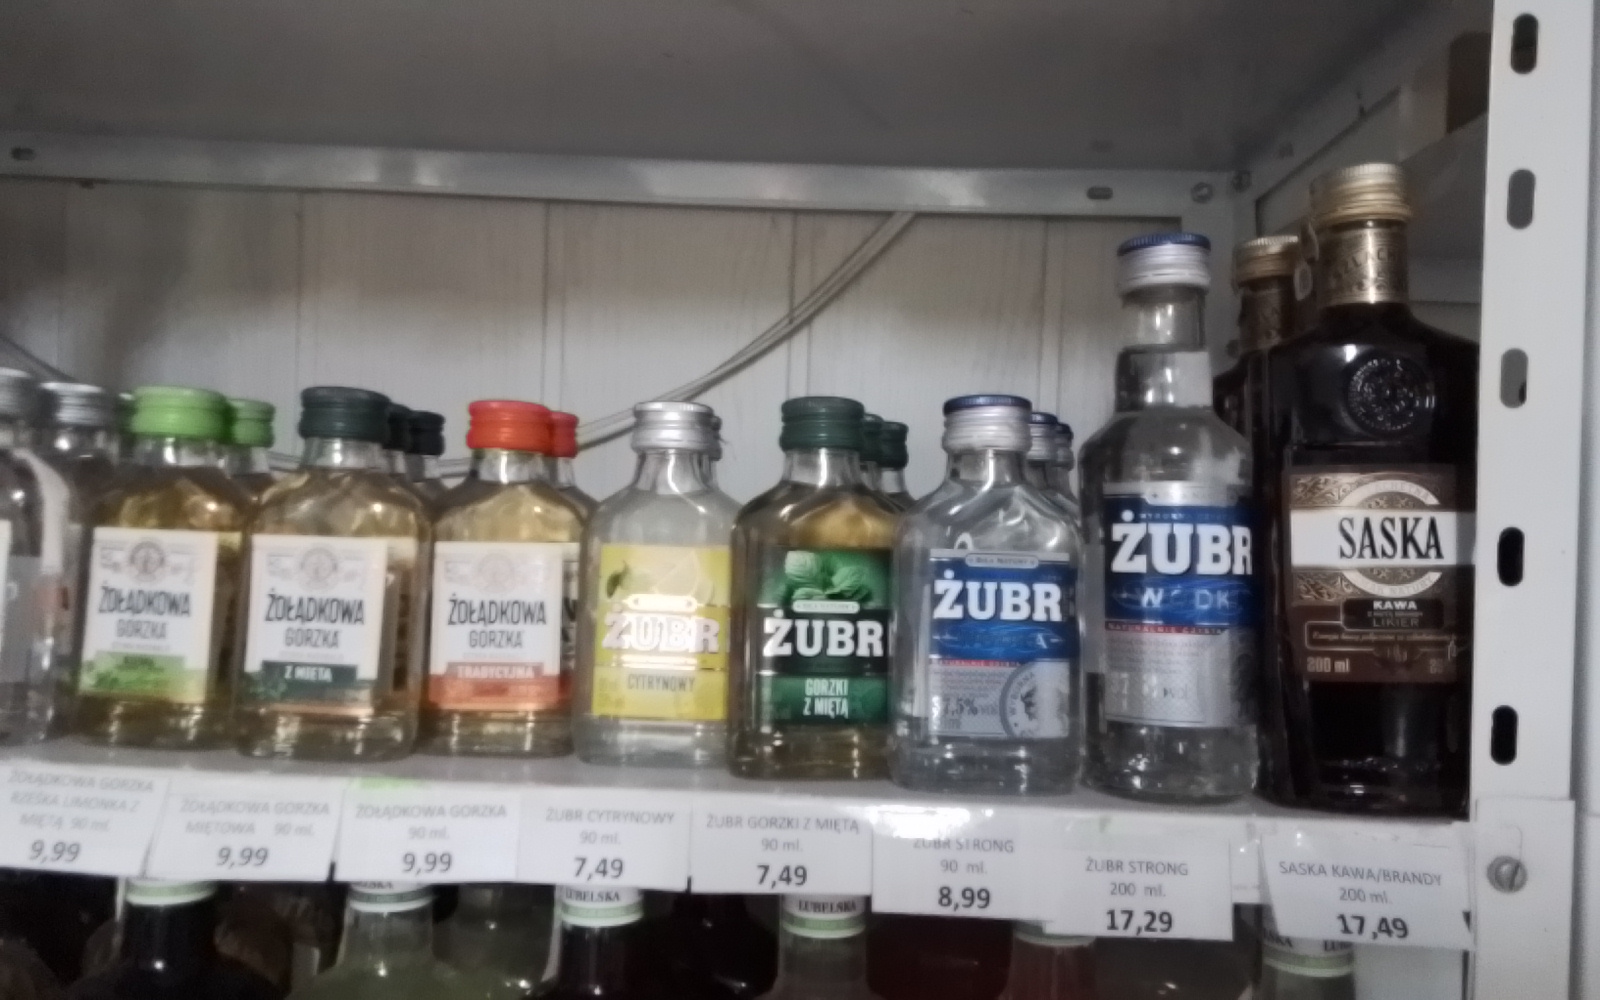 ŻOŁĄDKOWA
GORZKA
ŻOŁĄDKOWA
GORZKA
Z MIĘTĄ
ŻOŁĄDKOWA
GORZKA
TRADYCYJNA
ŻUBR
CYTRYNOWY
ŻUBR
GORZKI
Z MIĘTĄ
ŻUBR
ŻUBR
SASKA
KAWA
LIKIER
200 ml
ŻOŁĄDKOWA GORZKA
RZEŚKA LIMONKA Z
MIĘTĄ 90 ml.
9,99
ŻOŁĄDKOWA GORZKA
MIĘTOWA 90 ml.
9,99
ŻOŁĄDKOWA GORZKA
90 ml.
9,99
ŻUBR CYTRYNOWY
90 ml.
7,49
ŻUBR GORZKI Z MIĘTĄ
90 ml.
7,49
ŻUBR STRONG
90 ml.
8,99
ŻUBR STRONG
200 ml.
17,29
SASKA KAWA/BRANDY
200 ml.
17,49
LUBELSKA
LUBELSKA